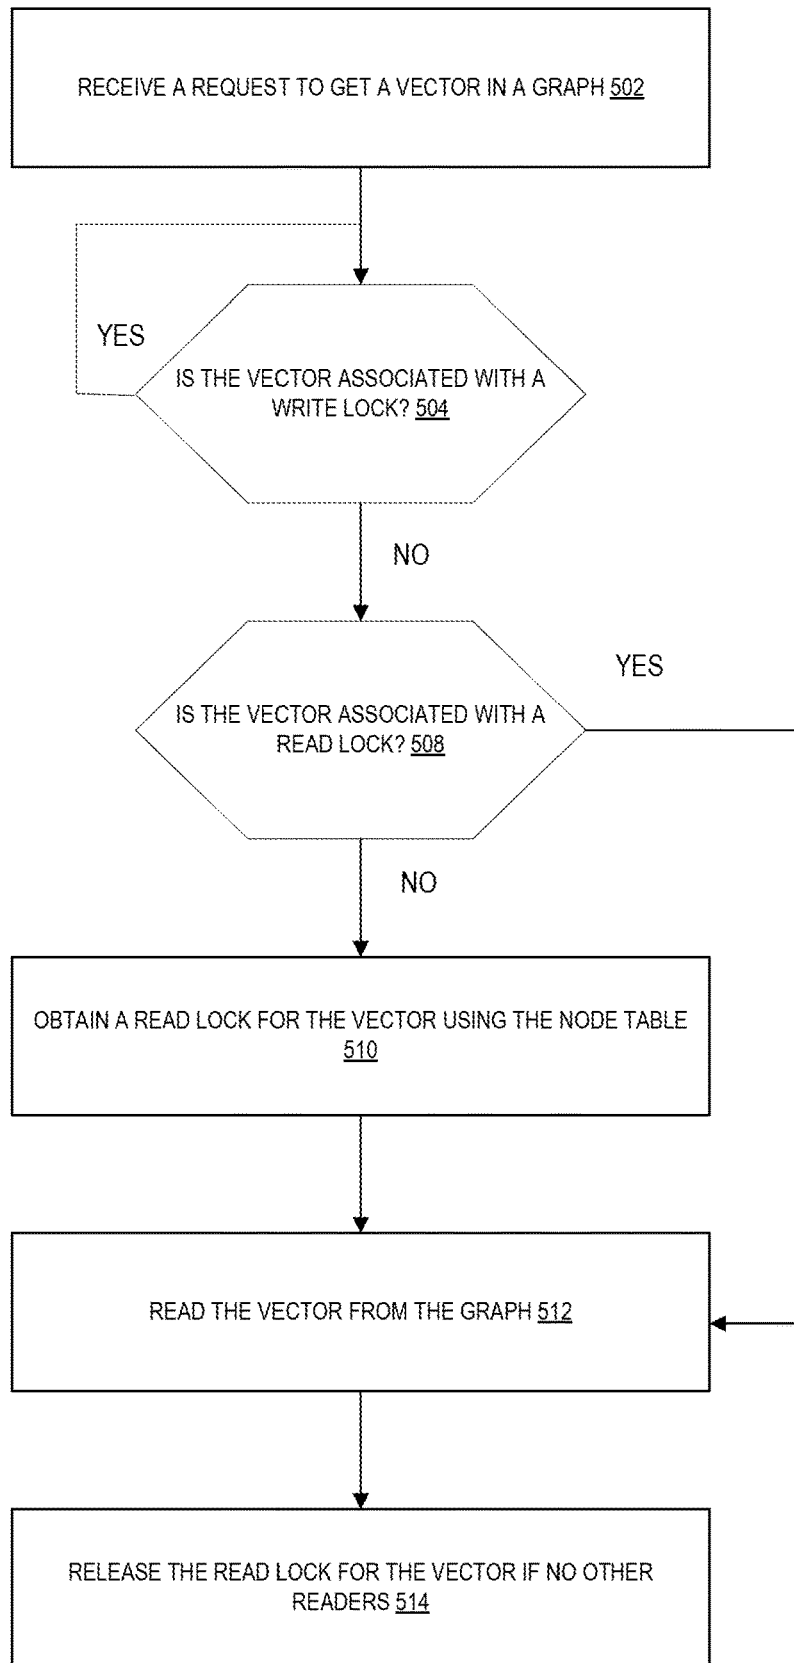 RECEIVE A REQUEST TO GET A VECTOR IN A GRAPH 502
YES
IS THE VECTOR ASSOCIATED WITH A
WRITE LOCK? 504
NO
YES
IS THE VECTOR ASSOCIATED WITH A
READ LOCK? 508
NO
OBTAIN A READ LOCK FOR THE VECTOR USING THE NODE TABLE
510
READ THE VECTOR FROM THE GRAPH 512
RELEASE THE READ LOCK FOR THE VECTOR IF NO OTHER
READERS 514